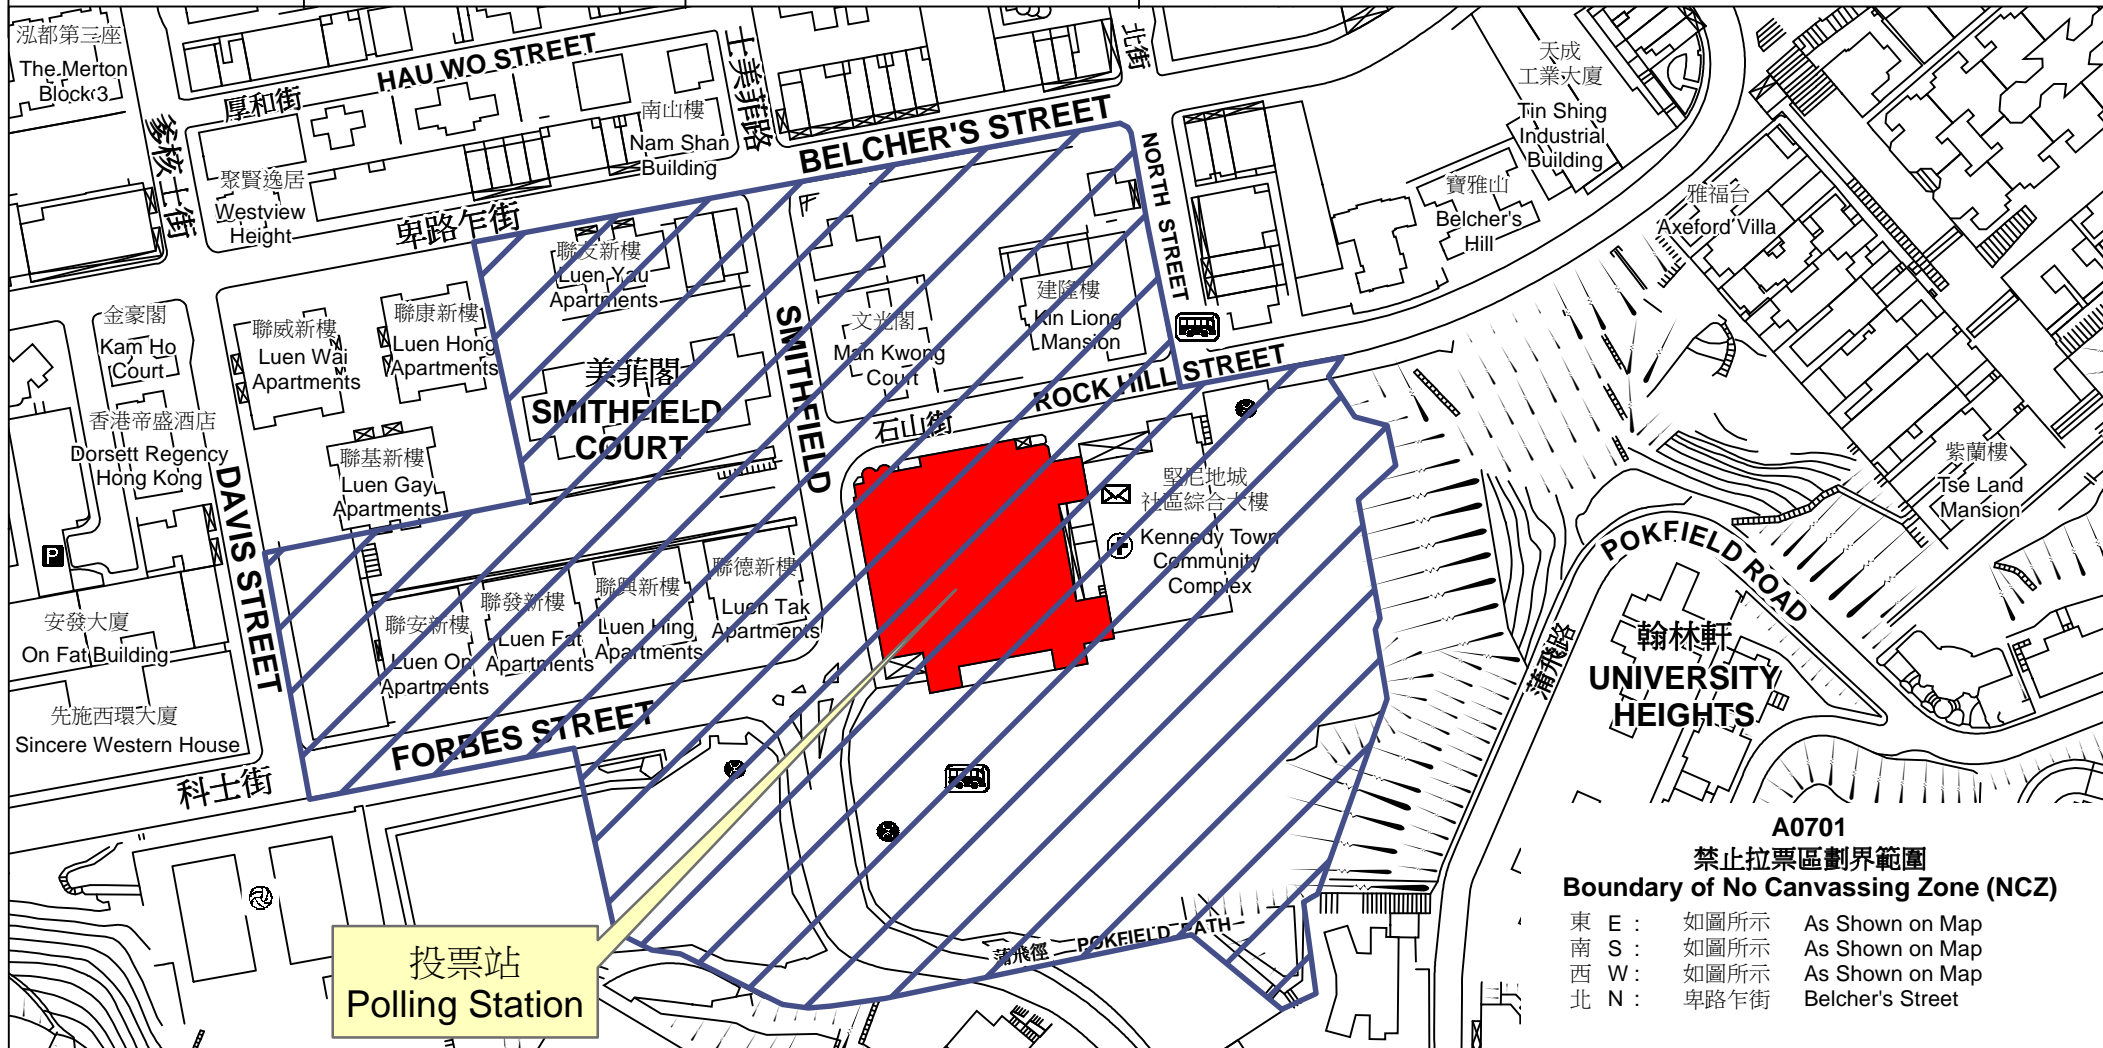 泓都第三座
The Merton
Block 3
厚和街
HAU WO STREET
士美菲路
北街
天成
工業大廈
Tin Shing
Industrial
Building
爹核士街
南山樓
Nam Shan
Building
BELCHER'S STREET
NORTH STREET
聚賢逸居
Westview
Height
卑路乍街
寶雅山
Belcher's
Hill
雅福台
Axeford Villa
聯友新樓
Luen Yau
Apartments
金豪閣
Kam Ho
Court
聯威新樓
Luen Wai
Apartments
聯康新樓
Luen Hong
Apartments
美菲閣
SMITHFIELD
COURT
SMITHFIELD
文光閣
Man Kwong
Court
建隆樓
Kin Liong
Mansion
石山街
ROCK HILL STREET
香港帝盛酒店
Dorsett Regency
Hong Kong
DAVIS STREET
聯基新樓
Luen Gay
Apartments
堅尼地城
社區綜合大樓
Kennedy Town
Community
Complex
紫蘭樓
Tse Land
Mansion
P
POKFIELD ROAD
蒲飛路
翰林軒
UNIVERSITY
HEIGHTS
安發大廈
On Fat Building
聯安新樓
Luen On
Apartments
聯發新樓
Luen Fat
Apartments
聯興新樓
Luen Hing
Apartments
聯德新樓
Luen Tak
Apartments
先施西環大廈
Sincere Western House
科士街
FORBES STREET
蒲飛徑
POKFIELD PATH
投票站
Polling Station
A0701
禁止拉票區劃界範圍
Boundary of No Canvassing Zone (NCZ)
東 E : 如圖所示 As Shown on Map
南 S : 如圖所示 As Shown on Map
西 W : 如圖所示 As Shown on Map
北 N : 卑路乍街 Belcher's Street